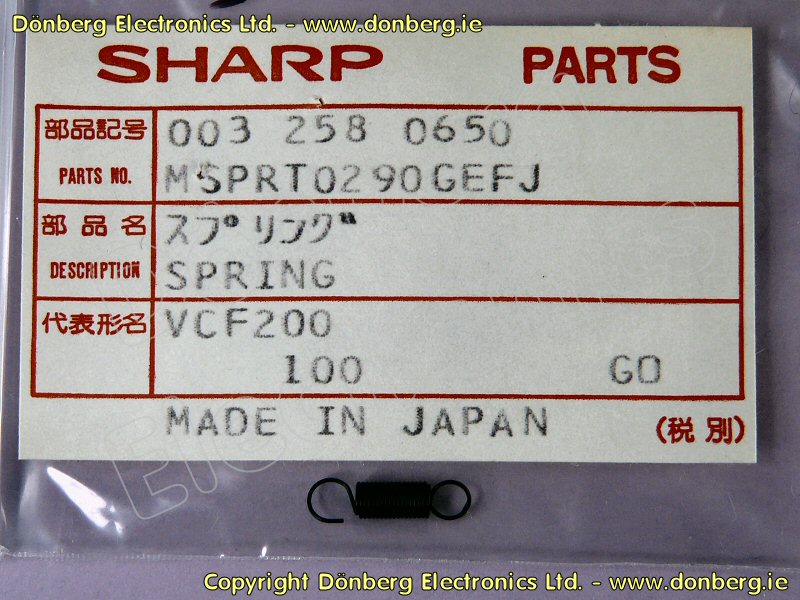 Dönberg Electronics Ltd. - www.donberg.ie
SHARP PARTS
部品記号 003 258 0650
PARTS NO. MSPRT0290GEFJ
部品名 スプリング
DESCRIPTION SPRING
代表形名 VCF200
100 GO
MADE IN JAPAN (税別)
Copyright Dönberg Electronics Ltd. - www.donberg.ie